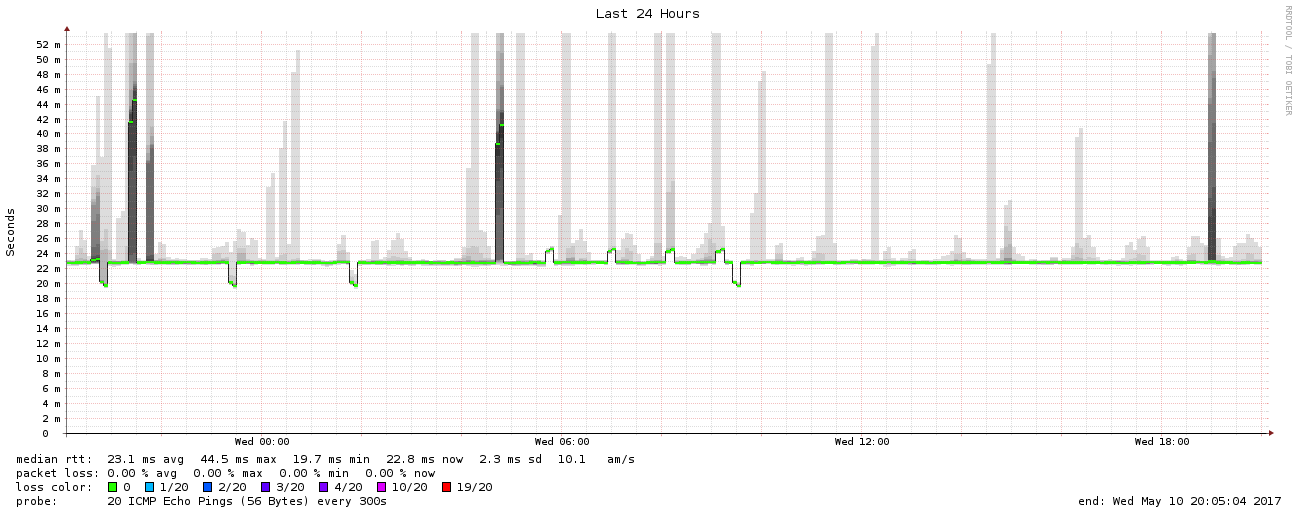 Last 24 Hours
RRDTOOL / TOBI OETIKER
Seconds
52 m
50 m
48 m
46 m
44 m
42 m
40 m
38 m
36 m
34 m
32 m
30 m
28 m
26 m
24 m
22 m
20 m
18 m
16 m
14 m
12 m
10 m
8 m
6 m
4 m
2 m
0
Wed 00:00 Wed 06:00 Wed 12:00 Wed 18:00
median rtt: 23.1 ms avg 44.5 ms max 19.7 ms min 22.8 ms now 2.3 ms sd 10.1 am/s
packet loss: 0.00 % avg 0.00 % max 0.00 % min 0.00 % now
loss color: 0 1/20 2/20 3/20 4/20 10/20 19/20
probe: 20 ICMP Echo Pings (56 Bytes) every 300s end: Wed May 10 20:05:04 2017